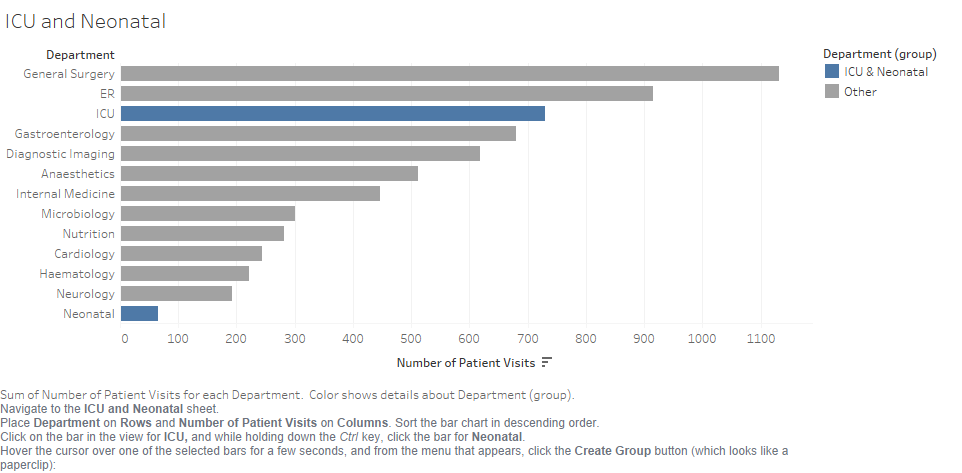 ICU and Neonatal
Department
General Surgery
ER
ICU
Gastroenterology
Diagnostic Imaging
Anaesthetics
Internal Medicine
Microbiology
Nutrition
Cardiology
Haematology
Neurology
Neonatal
0 100 200 300 400 500 600 700 800 900 1000 1100
Number of Patient Visits
Department (group)
ICU & Neonatal
Other
Sum of Number of Patient Visits for each Department. Color shows details about Department (group).
Navigate to the ICU and Neonatal sheet.
Place Department on Rows and Number of Patient Visits on Columns. Sort the bar chart in descending order.
Click on the bar in the view for ICU, and while holding down the Ctrl key, click the bar for Neonatal.
Hover the cursor over one of the selected bars for a few seconds, and from the menu that appears, click the Create Group button (which looks like a
paperclip):